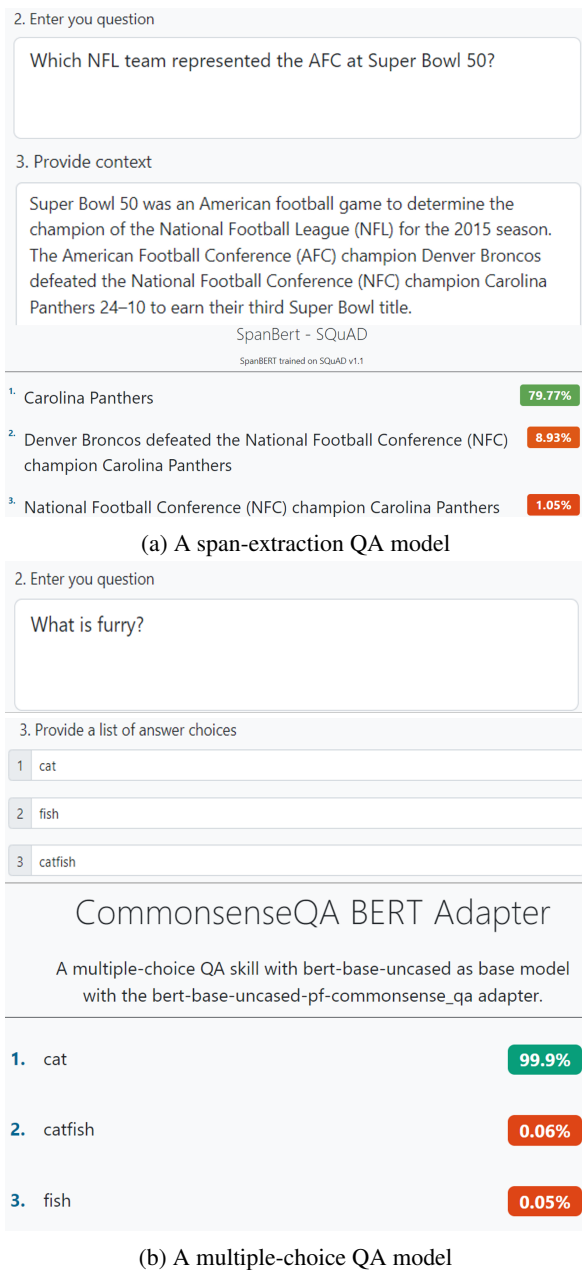 2. Enter you question
Which NFL team represented the AFC at Super Bowl 50?
3. Provide context
Super Bowl 50 was an American football game to determine the
champion of the National Football League (NFL) for the 2015 season.
The American Football Conference (AFC) champion Denver Broncos
defeated the National Football Conference (NFC) champion Carolina
Panthers 24–10 to earn their third Super Bowl title.
SpanBert - SQuAD
SpanBERT trained on SQuAD v1.1
1. Carolina Panthers 79.77%
2. Denver Broncos defeated the National Football Conference (NFC) 8.93%
champion Carolina Panthers
3. National Football Conference (NFC) champion Carolina Panthers 1.05%
(a) A span-extraction QA model
2. Enter you question
What is furry?
3. Provide a list of answer choices
1 cat
2 fish
3 catfish
CommonsenseQA BERT Adapter
A multiple-choice QA skill with bert-base-uncased as base model
with the bert-base-uncased-pf-commonsense_qa adapter.
1. cat 99.9%
2. catfish 0.06%
3. fish 0.05%
(b) A multiple-choice QA model